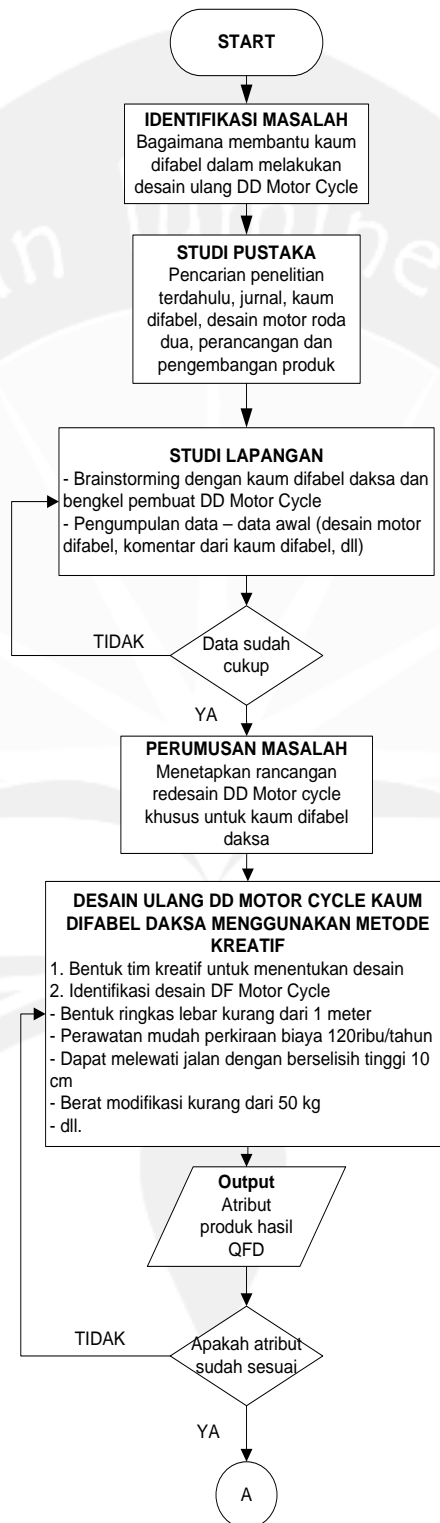 START
IDENTIFIKASI MASALAH
Bagaimana membantu kaum
difabel dalam melakukan
desain ulang DD Motor Cycle
STUDI PUSTAKA
Pencarian penelitian
terdahulu, jurnal, kaum
difabel, desain motor roda
dua, perancangan dan
pengembangan produk
STUDI LAPANGAN
- Brainstorming dengan kaum difabel daksa dan
bengkel pembuat DD Motor Cycle
- Pengumpulan data – data awal (desain motor
difabel, komentar dari kaum difabel, dll)
TIDAK
Data sudah
cukup
YA
PERUMUSAN MASALAH
Menetapkan rancangan
redesain DD Motor cycle
khusus untuk kaum difabel
daksa
DESAIN ULANG DD MOTOR CYCLE KAUM
DIFABEL DAKSA MENGGUNAKAN METODE
KREATIF
1. Bentuk tim kreatif untuk menentukan desain
2. Identifikasi desain DF Motor Cycle
- Bentuk ringkas lebar kurang dari 1 meter
- Perawatan mudah perkiraan biaya 120ribu/tahun
- Dapat melewati jalan dengan berselisih tinggi 10
cm
- Berat modifikasi kurang dari 50 kg
- dll.
Output
Atribut
produk hasil
QFD
TIDAK
Apakah atribut
sudah sesuai
YA
A